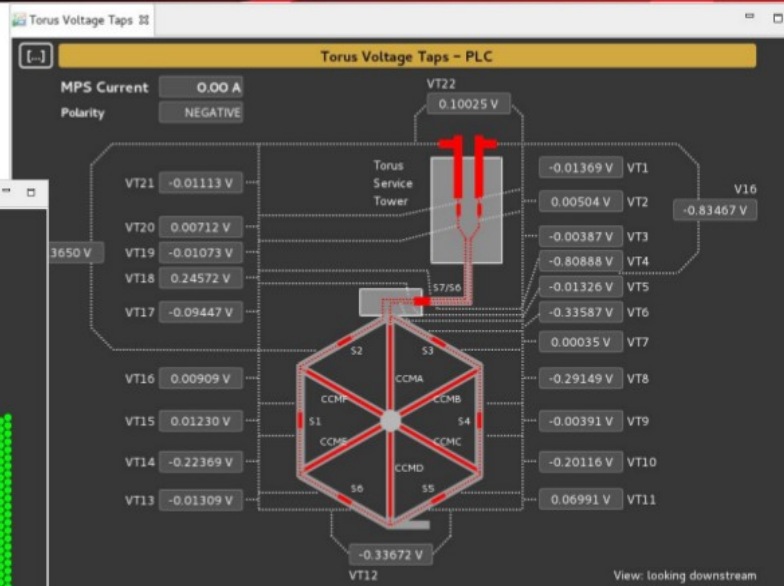 Torus Voltage Taps
[...] Torus Voltage Taps - PLC
MPS Current 0.00 A
Polarity NEGATIVE
VT22
0.10025 V
Torus
Service
Tower
-0.01369 V VT1
0.00504 V VT2
V16
-0.83467 V
-0.00387 V VT3
-0.80888 V VT4
-0.01326 V VT5
-0.33587 V VT6
0.00035 V VT7
-0.29149 V VT8
-0.00391 V VT9
-0.20116 V VT10
0.06991 V VT11
VT21 -0.01113 V
VT20 0.00712 V
VT19 -0.01073 V
3650 V
VT18 0.24572 V
VT17 -0.09447 V
VT16 0.00909 V
VT15 0.01230 V
VT14 -0.22369 V
VT13 -0.01309 V
S7/S6
S2
S3
CCMA
CCMF
CCMB
S1
S4
CCME
CCMC
CCMD
S6
S5
-0.33672 V
VT12
View: looking downstream